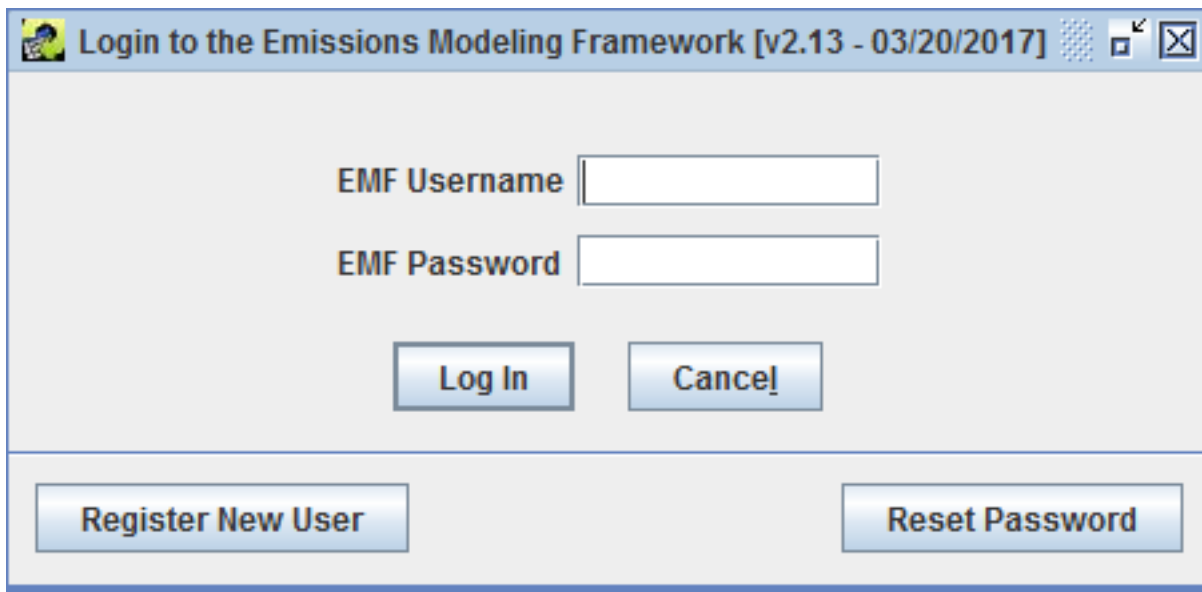 Login to the Emissions Modeling Framework [v2.13 - 03/20/2017]
EMF Username
EMF Password
Log In Cancel
Register New User Reset Password